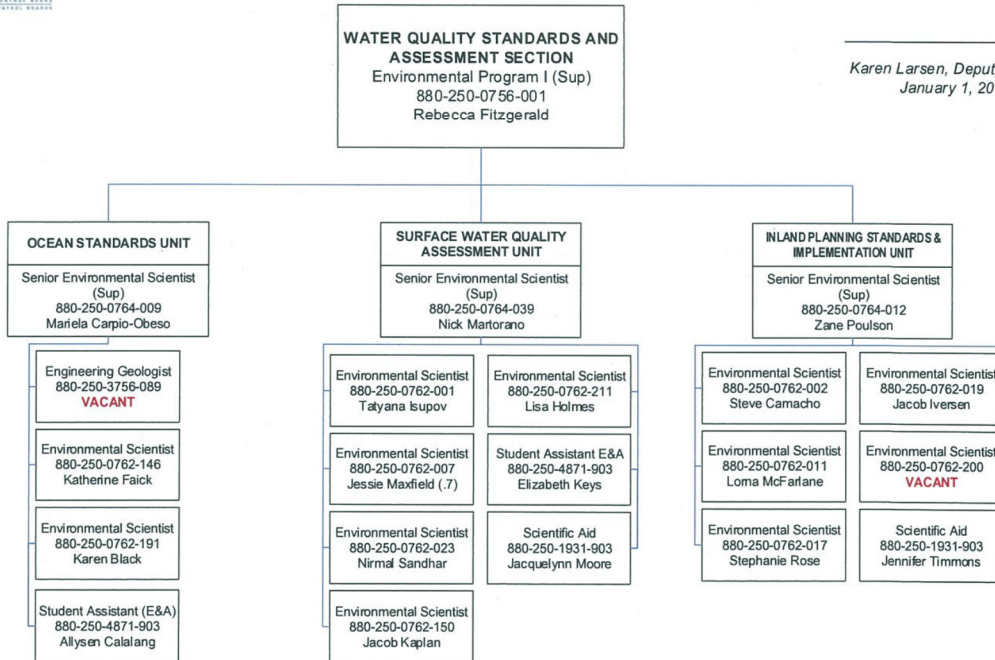 WATER QUALITY STANDARDS AND
ASSESSMENT SECTION
Environmental Program I (Sup)
880-250-0756-001
Rebecca Fitzgerald
Karen Larsen, Deput
January 1, 20
OCEAN STANDARDS UNIT
Senior Environmental Scientist
(Sup)
880-250-0764-009
Mariela Carpio-Obeso
Engineering Geologist
880-250-3756-089
VACANT
Environmental Scientist
880-250-0762-146
Katherine Faick
Environmental Scientist
880-250-0762-191
Karen Black
Student Assistant (E&A)
880-250-4871-903
Allysen Calalang
SURFACE WATER QUALITY
ASSESSMENT UNIT
Senior Environmental Scientist
(Sup)
880-250-0764-039
Nick Martorano
Environmental Scientist
880-250-0762-001
Tatyana Isupov
Environmental Scientist
880-250-0762-007
Jessie Maxfield (.7)
Environmental Scientist
880-250-0762-023
Nirmal Sandhar
Environmental Scientist
880-250-0762-150
Jacob Kaplan
Environmental Scientist
880-250-0762-211
Lisa Holmes
Student Assistant E&A
880-250-4871-903
Elizabeth Keys
Scientific Aid
880-250-1931-903
Jacquelynn Moore
INLAND PLANNING STANDARDS &
IMPLEMENTATION UNIT
Senior Environmental Scientist
(Sup)
880-250-0764-012
Zane Poulson
Environmental Scientist
880-250-0762-002
Steve Camacho
Environmental Scientist
880-250-0762-011
Lorna McFarlane
Environmental Scientist
880-250-0762-017
Stephanie Rose
Environmental Scientist
880-250-0762-019
Jacob Iversen
Environmental Scientist
880-250-0762-200
VACANT
Scientific Aid
880-250-1931-903
Jennifer Timmons